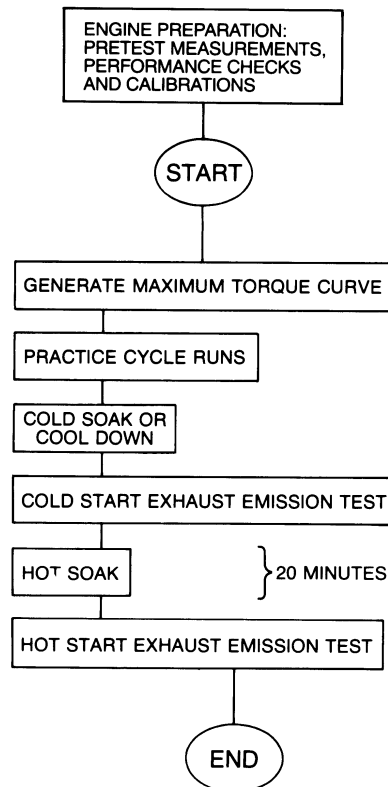 ENGINE PREPARATION:
PRETEST MEASUREMENTS,
PERFORMANCE CHECKS
AND CALIBRATIONS
START
GENERATE MAXIMUM TORQUE CURVE
PRACTICE CYCLE RUNS
COLD SOAK OR
COOL DOWN
COLD START EXHAUST EMISSION TEST
HOT SOAK
20 MINUTES
HOT START EXHAUST EMISSION TEST
END